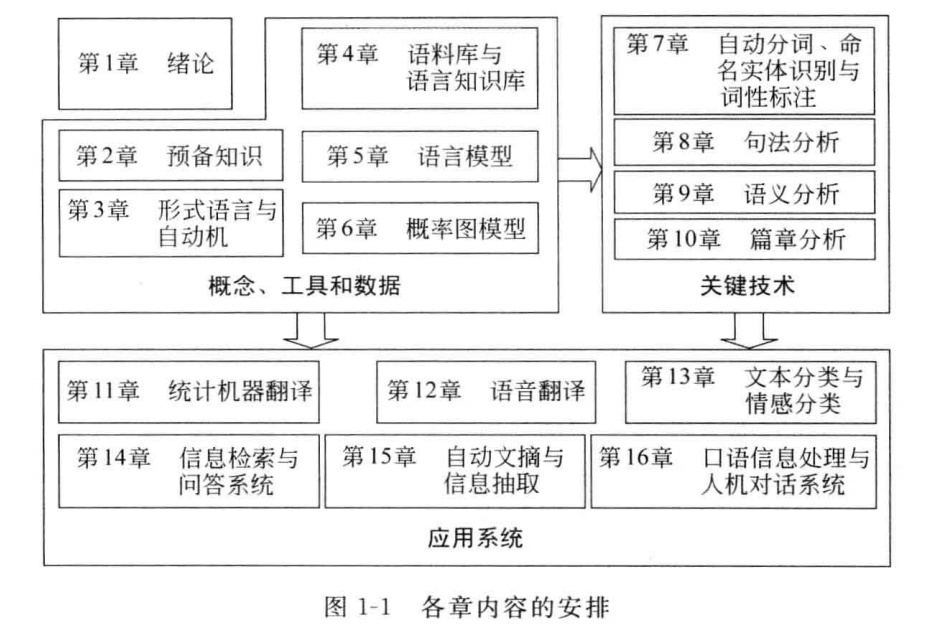 第1章 绪论
第4章 语料库与
语言知识库
第2章 预备知识
第5章 语言模型
第3章 形式语言与
自动机
第6章 概率图模型
概念、工具和数据
第7章 自动分词、命
名实体识别与
词性标注
第8章 句法分析
第9章 语义分析
第10章 篇章分析
关键技术
第11章 统计机器翻译
第12章 语音翻译
第13章 文本分类与
情感分类
第14章 信息检索与
问答系统
第15章 自动文摘与
信息抽取
第16章 口语信息处理与
人机对话系统
应用系统
图 1-1 各章内容的安排